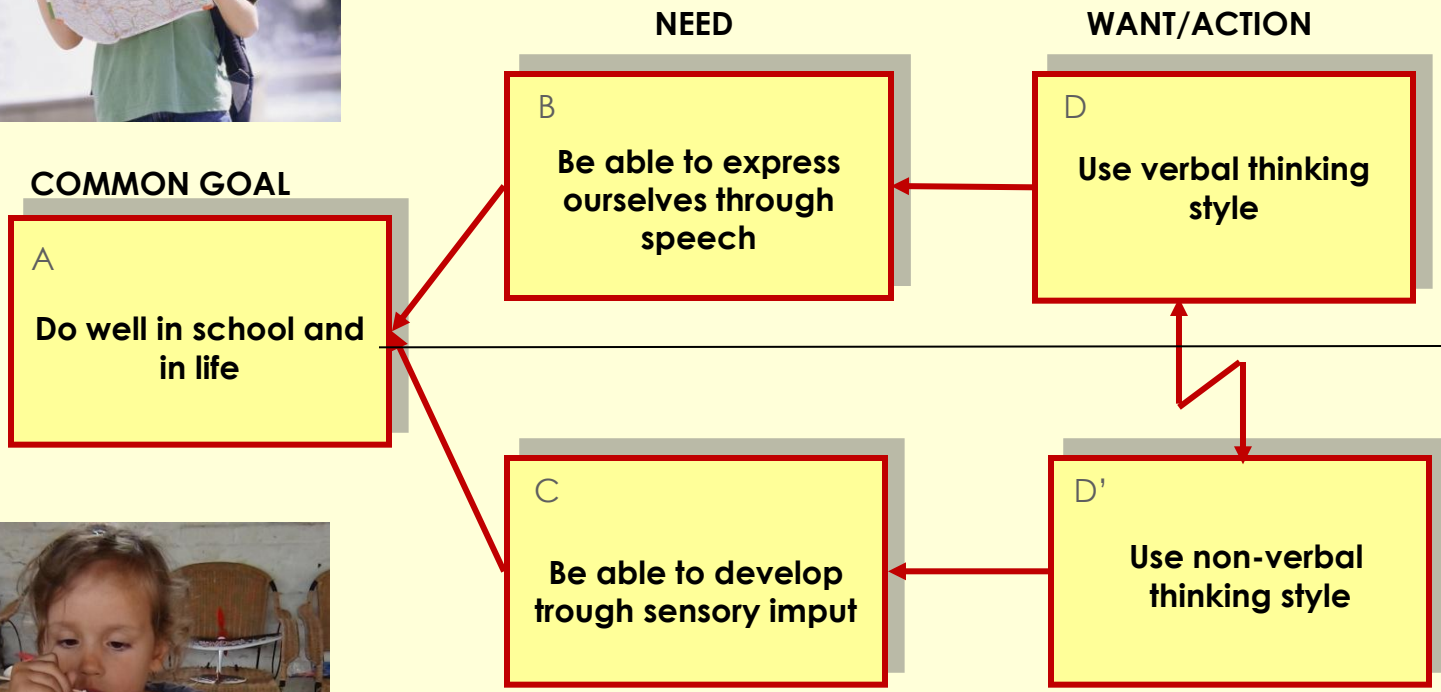 NEED
WANT/ACTION
COMMON GOAL
A
Do well in school and
in life
B
Be able to express
ourselves through
speech
D
Use verbal thinking
style
C
Be able to develop
trough sensory imput
D'
Use non-verbal
thinking style